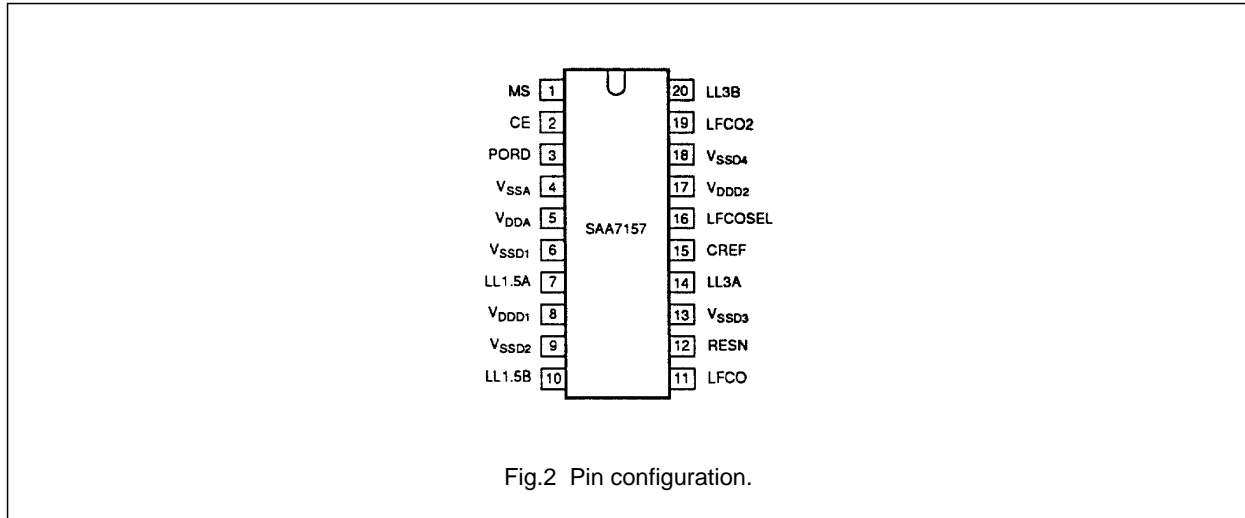 MS 1
CE 2
PORD 3
VSSA 4
VDDA 5
VSSD1 6
LL1.5A 7
VDDD1 8
VSSD2 9
LL1.5B 10
SAA7157
20 LL3B
19 LFCO2
18 VSSD4
17 VDDD2
16 LFCOSEL
15 CREF
14 LL3A
13 VSSD3
12 RESN
11 LFCO
Fig.2 Pin configuration.